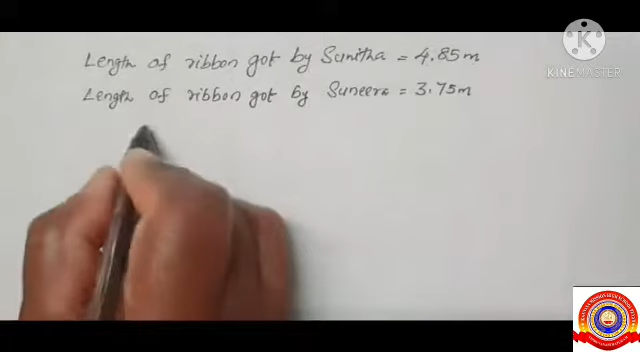 Length of ribbon got by Sunitha = 4.85m
Length of ribbon got by Suneera = 3.75m
KINEMASTER